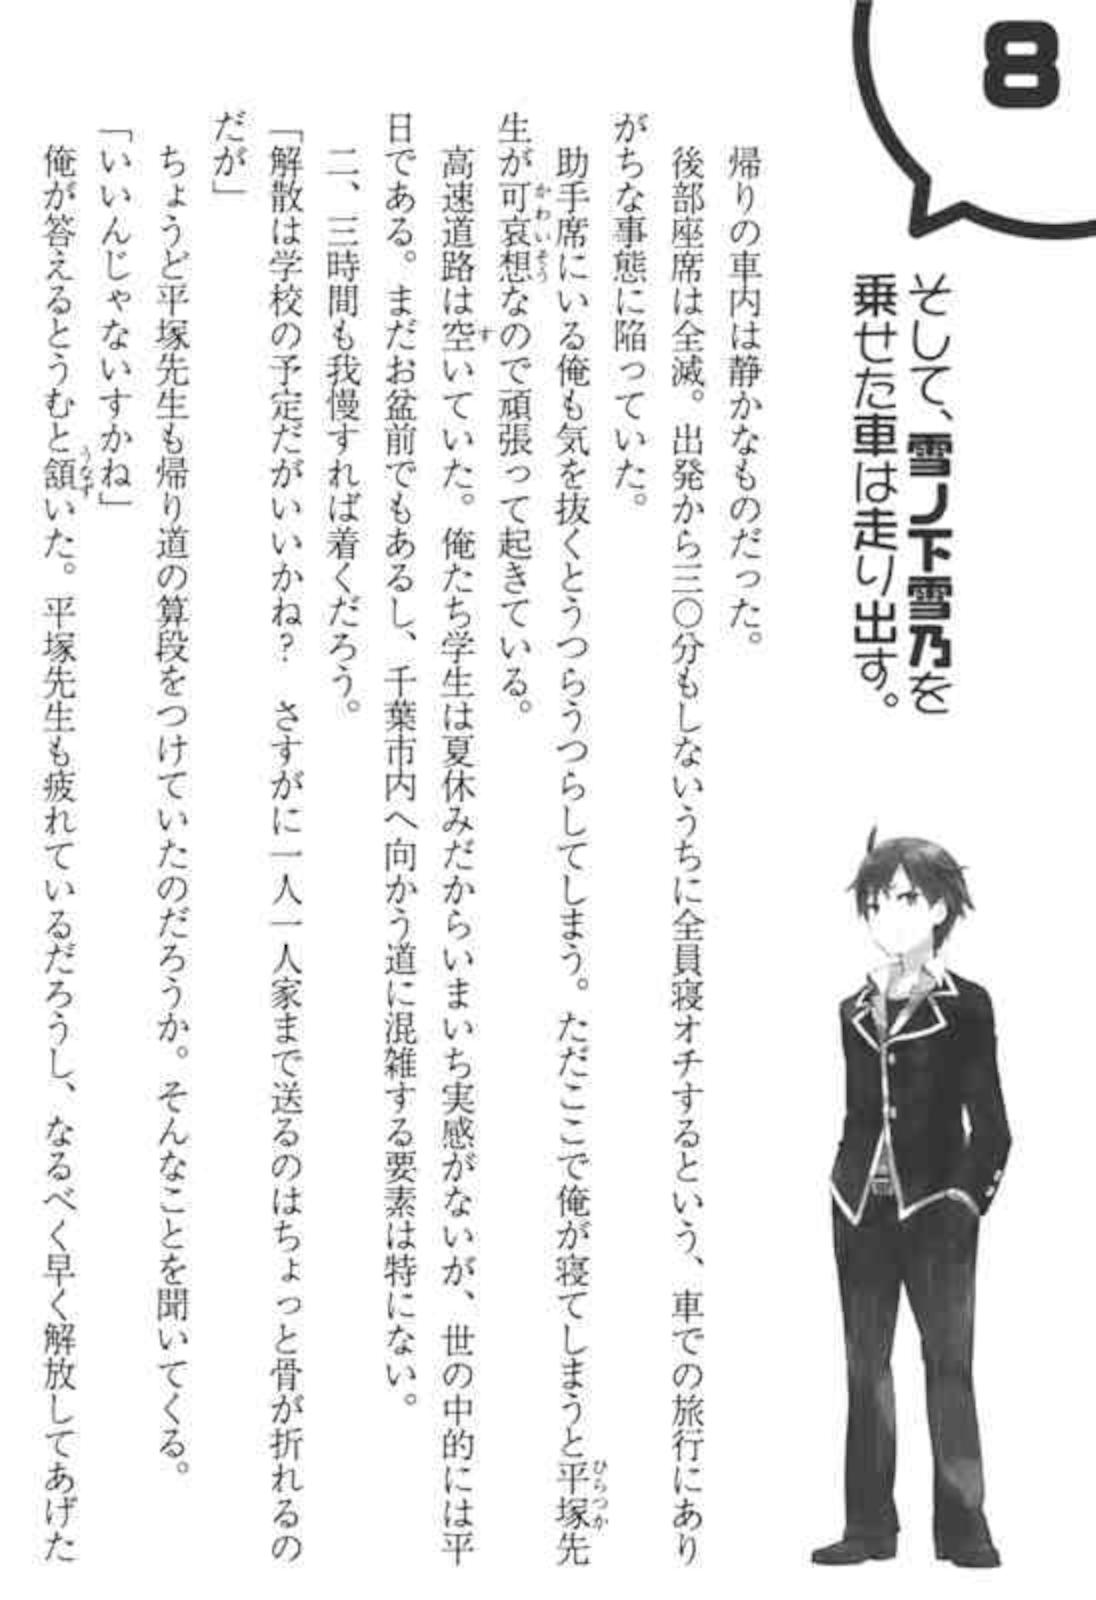 8
そして、雪ノ下雪乃を
乗せた車は走り出す。
帰りの車内は静かなものだった。
後部座席は全滅。出発から三〇分もしないうちに全員寝オチするという、車での旅行にあり
がちな事態に陥っていた。
助手席にいる俺も気を抜くとうつらうつらしてしまう。ただここで俺が寝てしまうと平塚先
生が可哀想なので頑張って起きている。
高速道路は空いていた。俺たち学生は夏休みだからいまいち実感がないが、世の中的には平
日である。まだお盆前でもあるし、千葉市内へ向かう道に混雑する要素は特にない。
二、三時間も我慢すれば着くだろう。
「解散は学校の予定だがいいかね？　さすがに一人一人家まで送るのはちょっと骨が折れるの
だが」
ちょうど平塚先生も帰り道の算段をつけていたのだろうか。そんなことを聞いてくる。
「いいんじゃないすかね」
俺が答えるとうむと頷いた。平塚先生も疲れているだろうし、なるべく早く解放してあげた